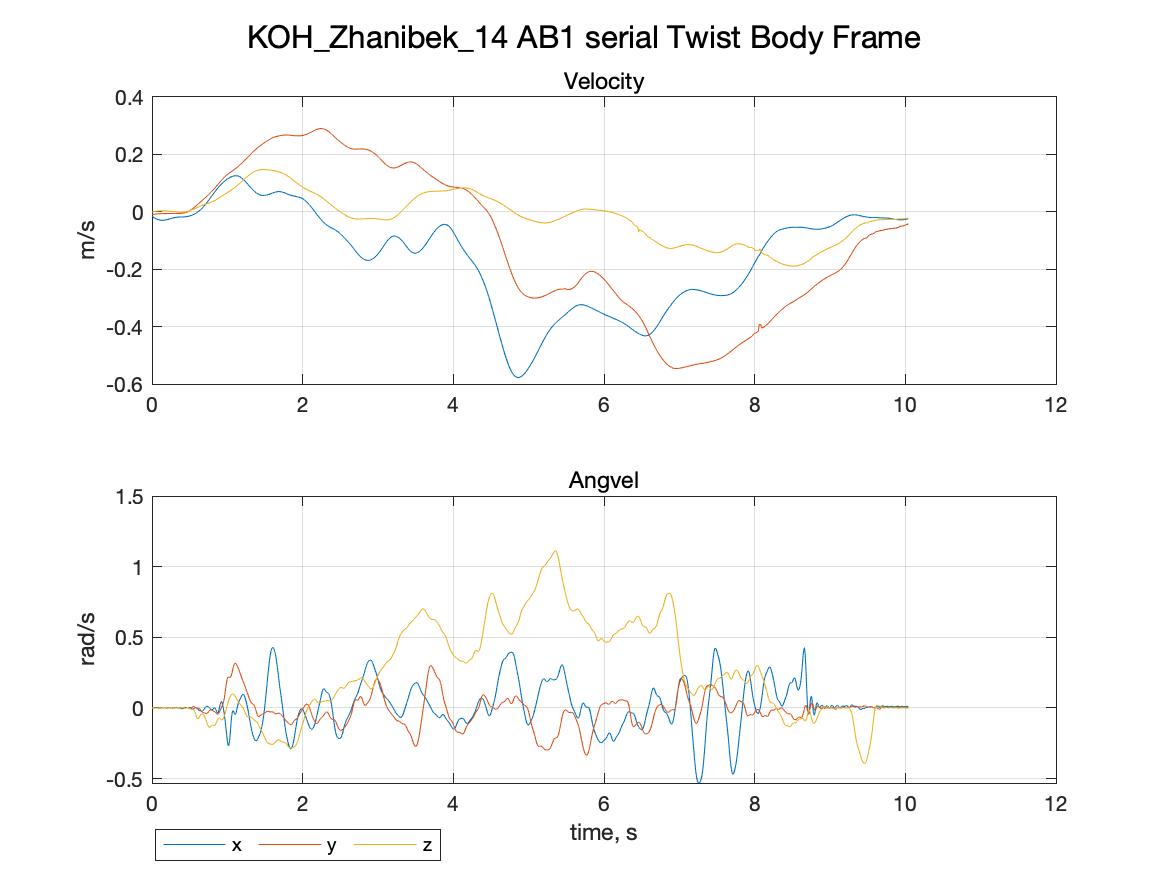 KOH_Zhanibek_14 AB1 serial Twist Body Frame
Velocity
0.4
0.2
0
-0.2
-0.4
-0.6
m/s
0 2 4 6 8 10 12
Angvel
1.5
1
0.5
0
-0.5
rad/s
0 2 4 6 8 10 12
time, s
x y z